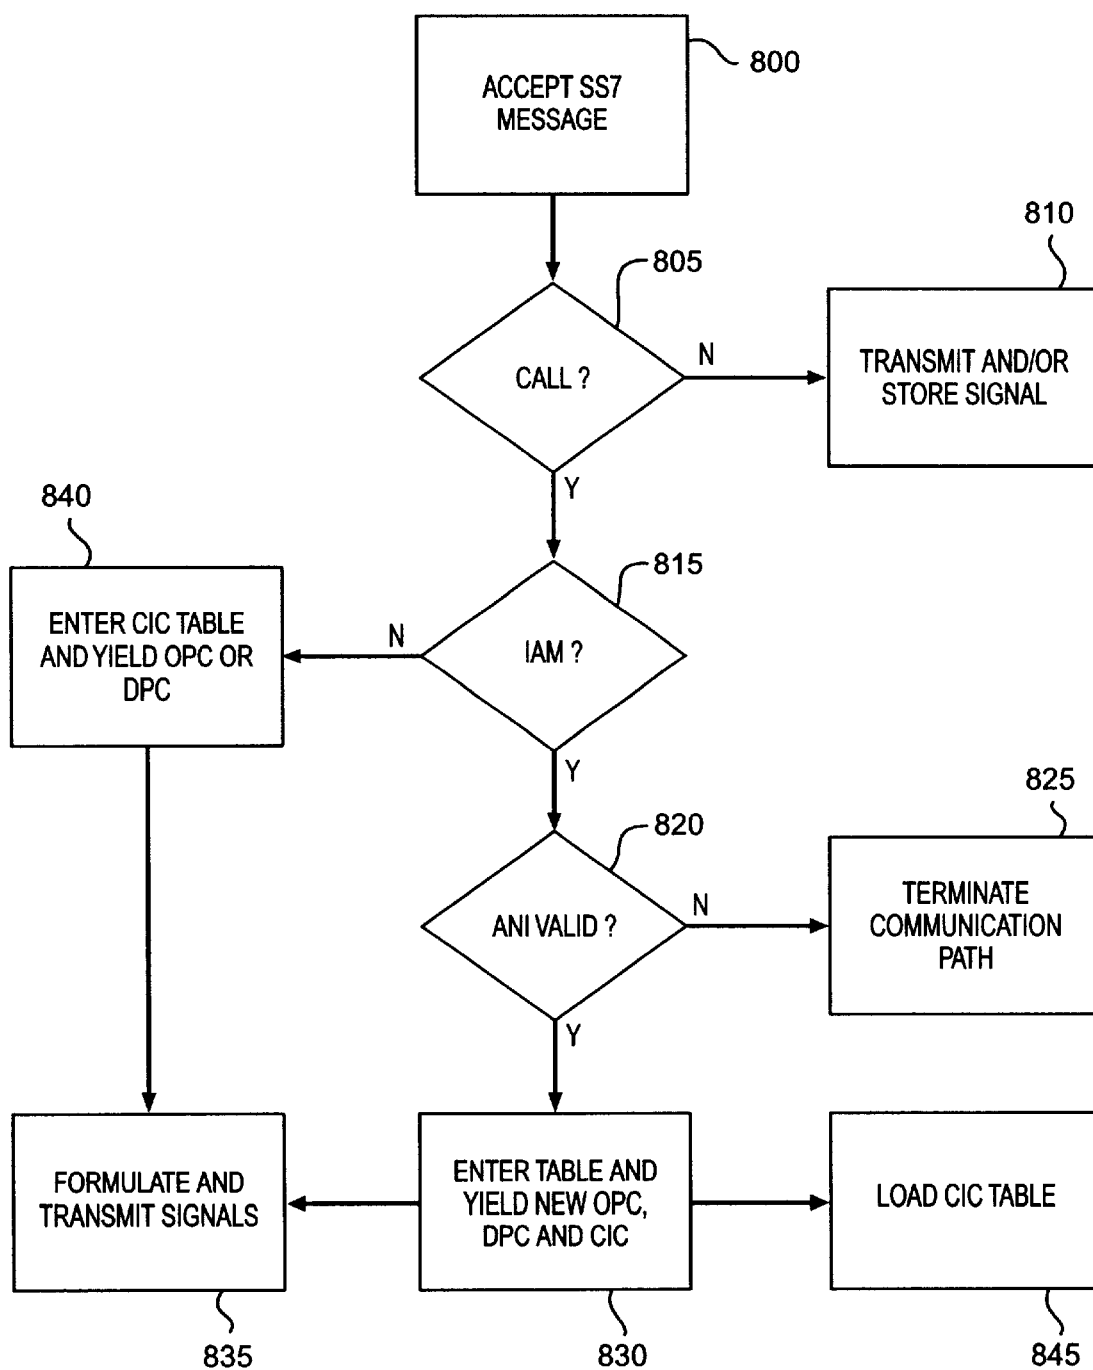 ACCEPT SS7
MESSAGE
800
805
CALL ?
N
810
TRANSMIT AND/OR
STORE SIGNAL
Y
840
ENTER CIC TABLE
AND YIELD OPC OR
DPC
N
815
IAM ?
Y
820
ANI VALID ?
N
825
TERMINATE
COMMUNICATION
PATH
Y
FORMULATE AND
TRANSMIT SIGNALS
835
ENTER TABLE AND
YIELD NEW OPC,
DPC AND CIC
830
LOAD CIC TABLE
845